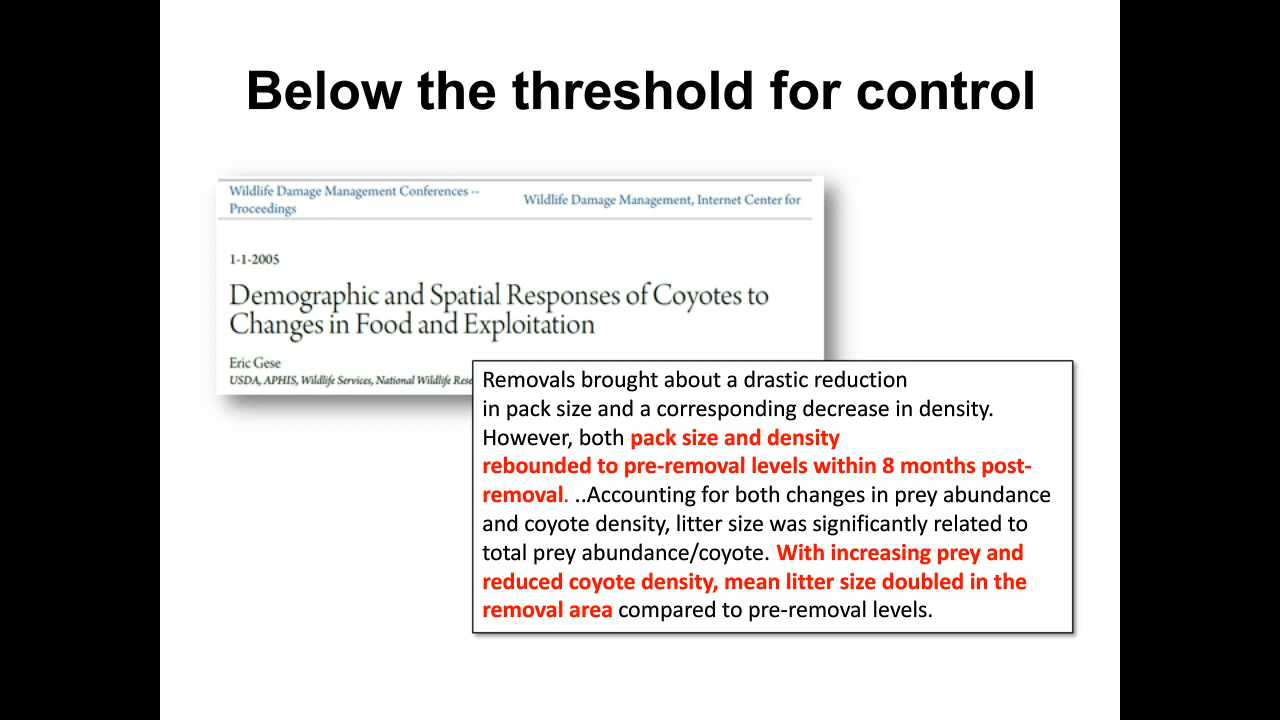 Below the threshold for control
Wildlife Damage Management Conferences --
Proceedings
Wildlife Damage Management, Internet Center for
1-1-2005
Demographic and Spatial Responses of Coyotes to
Changes in Food and Exploitation
Eric Gese
USDA, APHIS, Wildlife Services, National Wildlife
Removals brought about a drastic reduction
in pack size and a corresponding decrease in density.
However, both pack size and density
rebounded to pre-removal levels within 8 months post-
removal. ..Accounting for both changes in prey abundance
and coyote density, litter size was significantly related to
total prey abundance/coyote. With increasing prey and
reduced coyote density, mean litter size doubled in the
removal area compared to pre-removal levels.